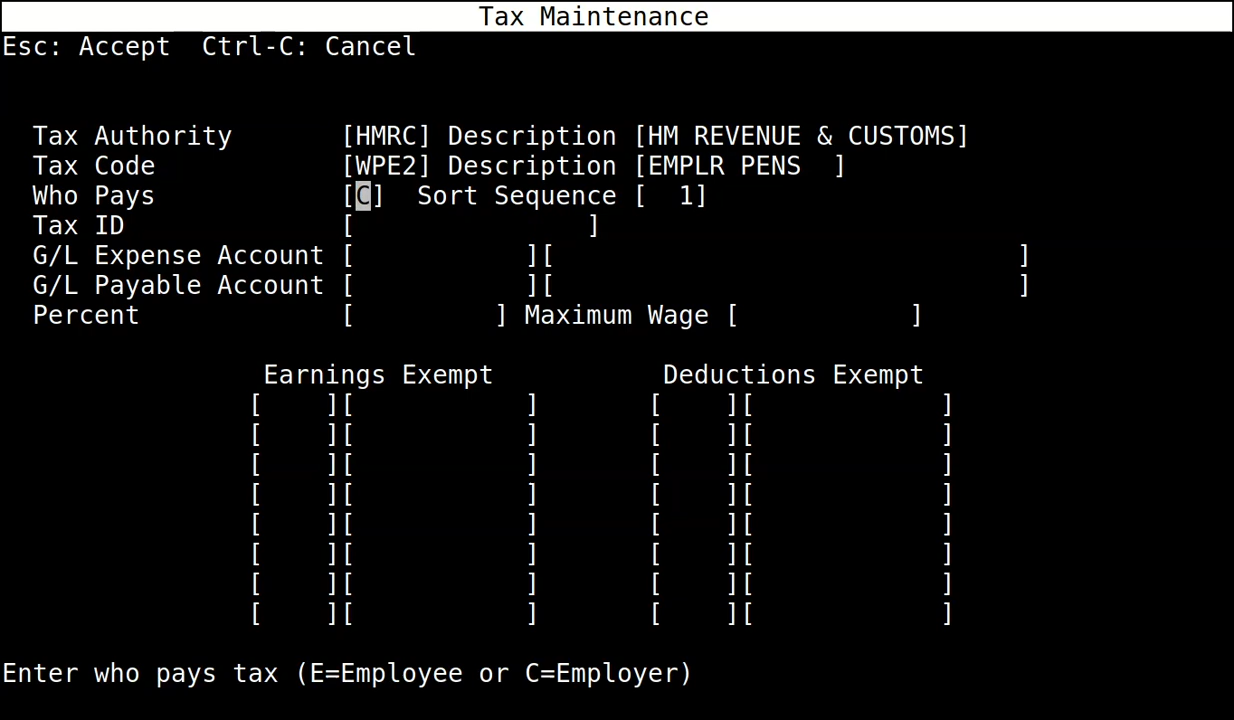 Tax Maintenance
Esc: Accept  Ctrl-C: Cancel
Tax Authority       [HMRC] Description [HM REVENUE & CUSTOMS]
Tax Code            [WPE2] Description [EMPLR PENS  ]
Who Pays            [C]  Sort Sequence [  1]
Tax ID              [               ]
G/L Expense Account [           ][                              ]
G/L Payable Account [           ][                              ]
Percent             [         ] Maximum Wage [           ]
Earnings Exempt           Deductions Exempt
[    ][           ]       [    ][            ]
[    ][           ]       [    ][            ]
[    ][           ]       [    ][            ]
[    ][           ]       [    ][            ]
[    ][           ]       [    ][            ]
[    ][           ]       [    ][            ]
[    ][           ]       [    ][            ]
[    ][           ]       [    ][            ]
Enter who pays tax (E=Employee or C=Employer)